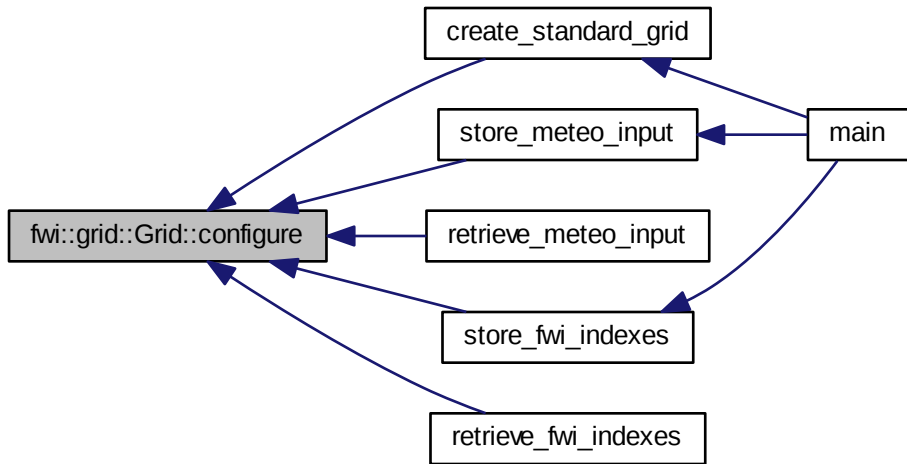 create_standard_grid
store_meteo_input
main
fwi::grid::Grid::configure
retrieve_meteo_input
store_fwi_indexes
retrieve_fwi_indexes